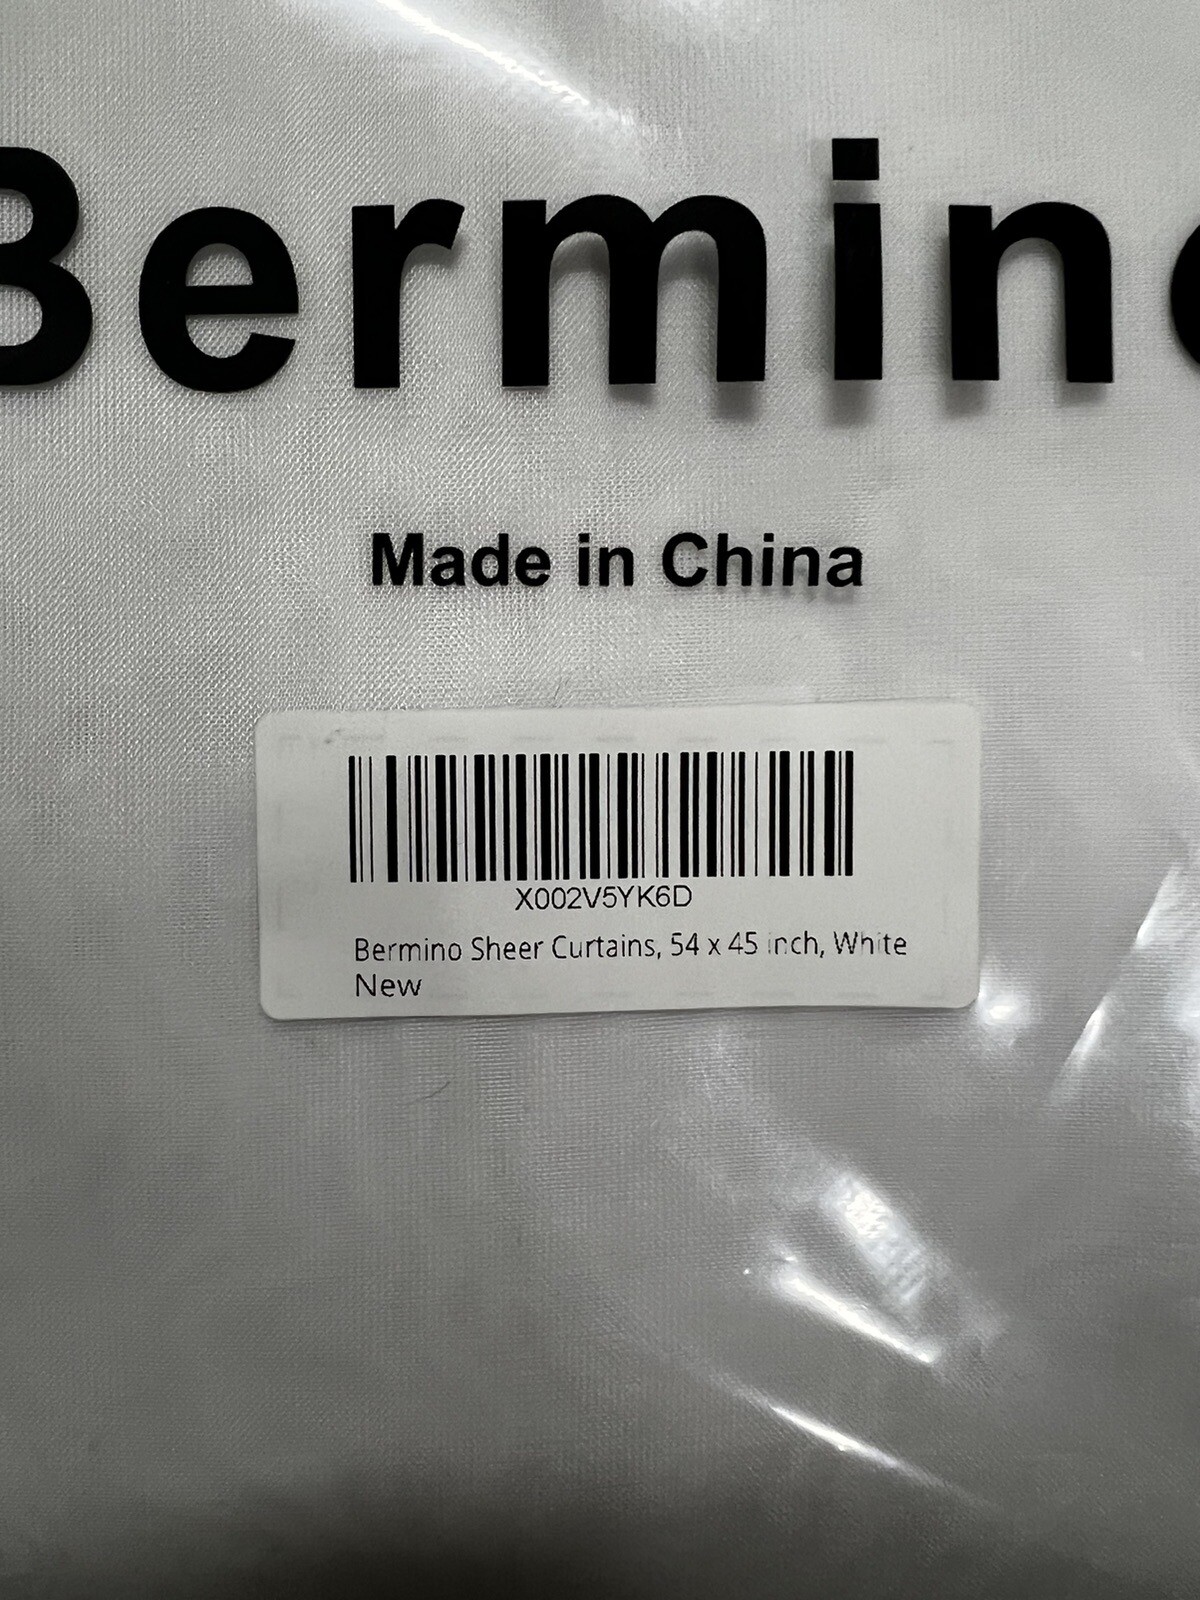 Bermino
Made in China
X002V5YK6D
Bermino Sheer Curtains, 54 x 45 inch, White
New